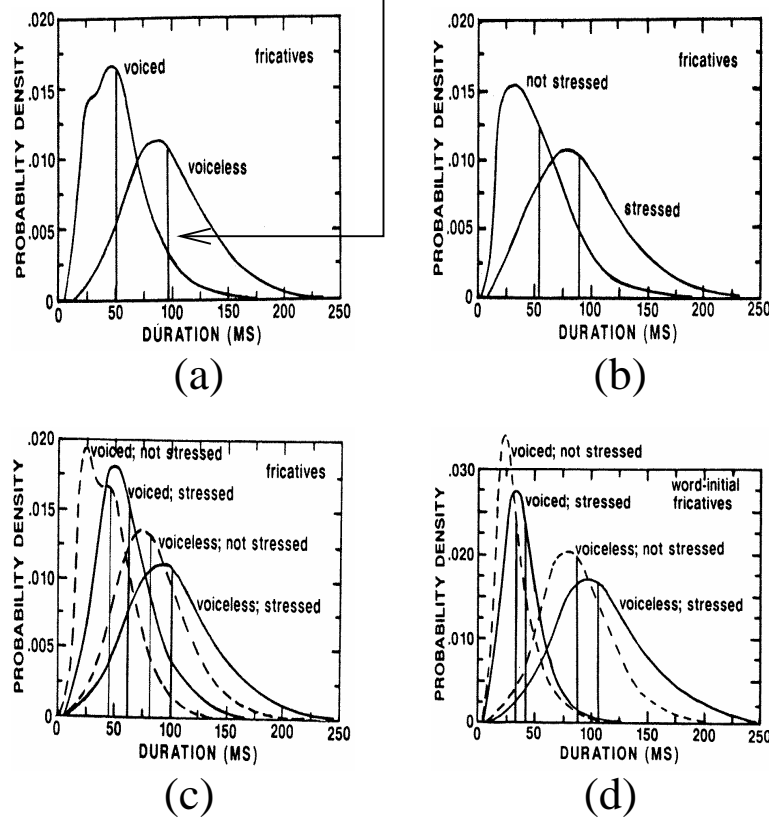 .020
.015
.010
.005
0
PROBABILITY DENSITY
fricatives
voiced
voiceless
0 50 100 150 200 250
DURATION (MS)
(a)
.020
.015
.010
.005
0
PROBABILITY DENSITY
fricatives
not stressed
stressed
0 50 100 150 200 250
DURATION (MS)
(b)
.020
.015
.010
.005
0
PROBABILITY DENSITY
voiced; not stressed
fricatives
voiced; stressed
voiceless; not stressed
voiceless; stressed
0 50 100 150 200 250
DURATION (MS)
(c)
.030
.020
.010
0
PROBABILITY DENSITY
voiced; not stressed
word-initial
fricatives
voiced; stressed
voiceless; not stressed
voiceless; stressed
0 50 100 150 200 250
DURATION (MS)
(d)